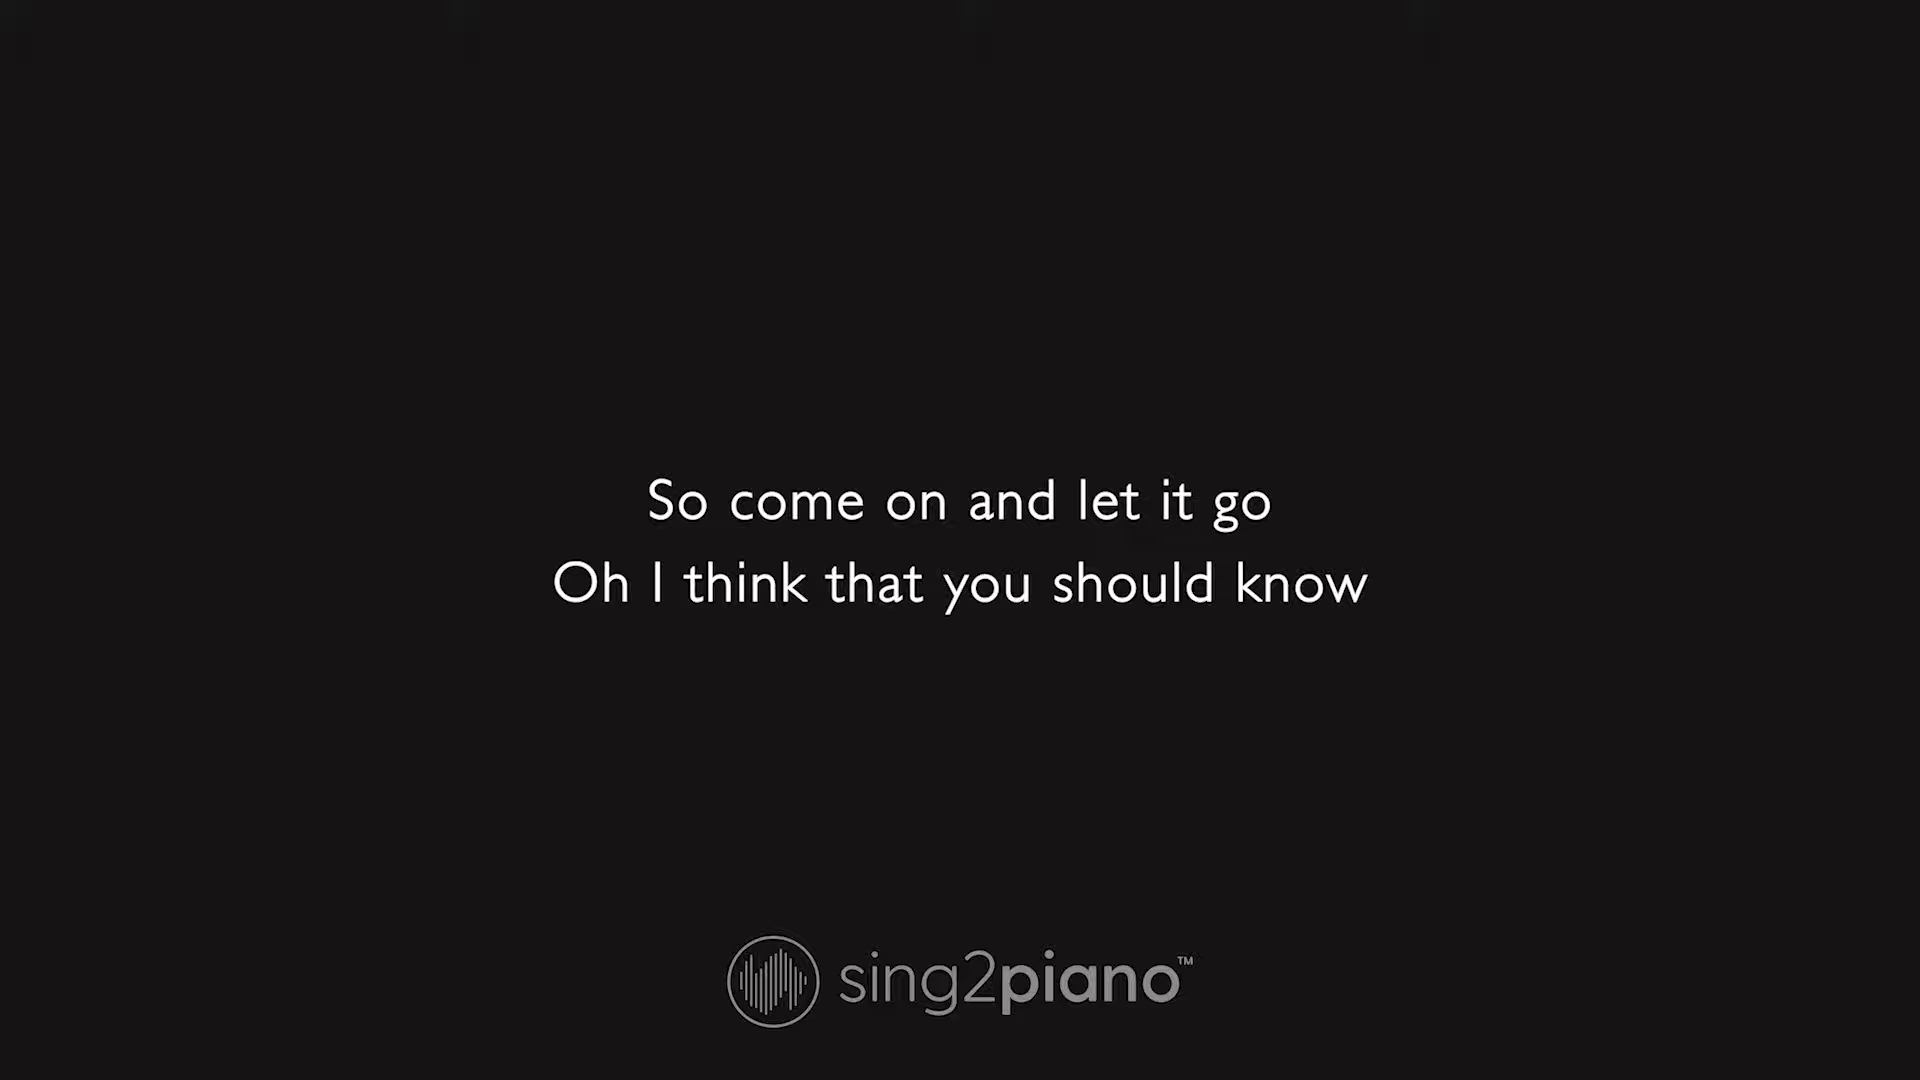 So come on and let it go
Oh I think that you should know
sing2piano™